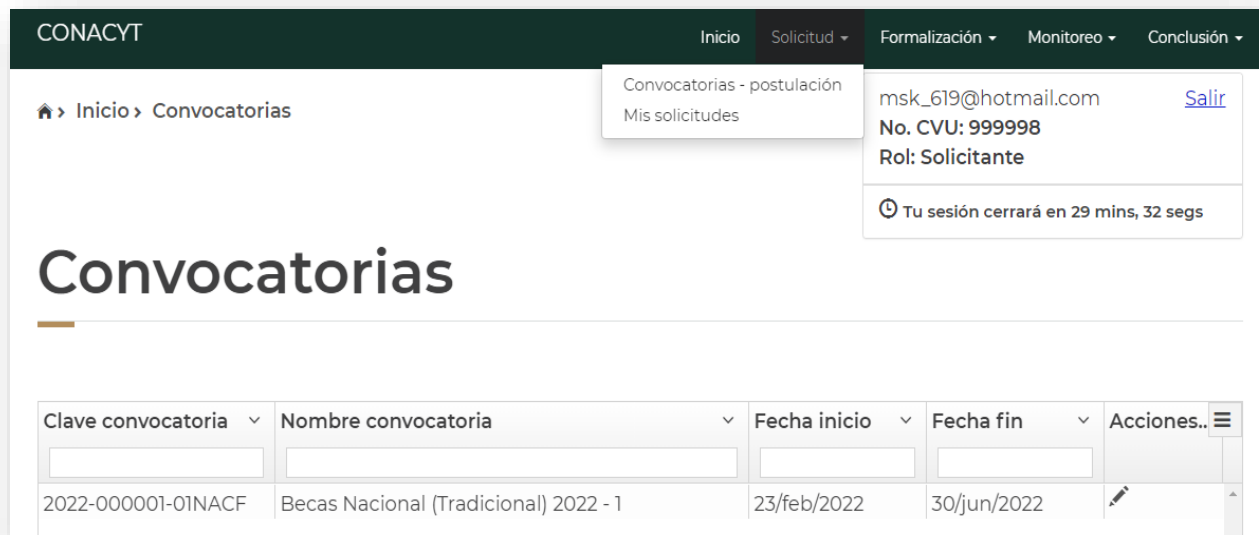 CONACYT
Inicio Solicitud Formalización Monitoreo Conclusión
Convocatorias - postulación
Mis solicitudes
Inicio Convocatorias
msk_619@hotmail.com Salir
No. CVU: 999998
Rol: Solicitante
Tu sesión cerrará en 29 mins, 32 segs
Convocatorias
Clave convocatoria Nombre convocatoria Fecha inicio Fecha fin Acciones..
2022-000001-01NACF Becas Nacional (Tradicional) 2022 - 1 23/feb/2022 30/jun/2022